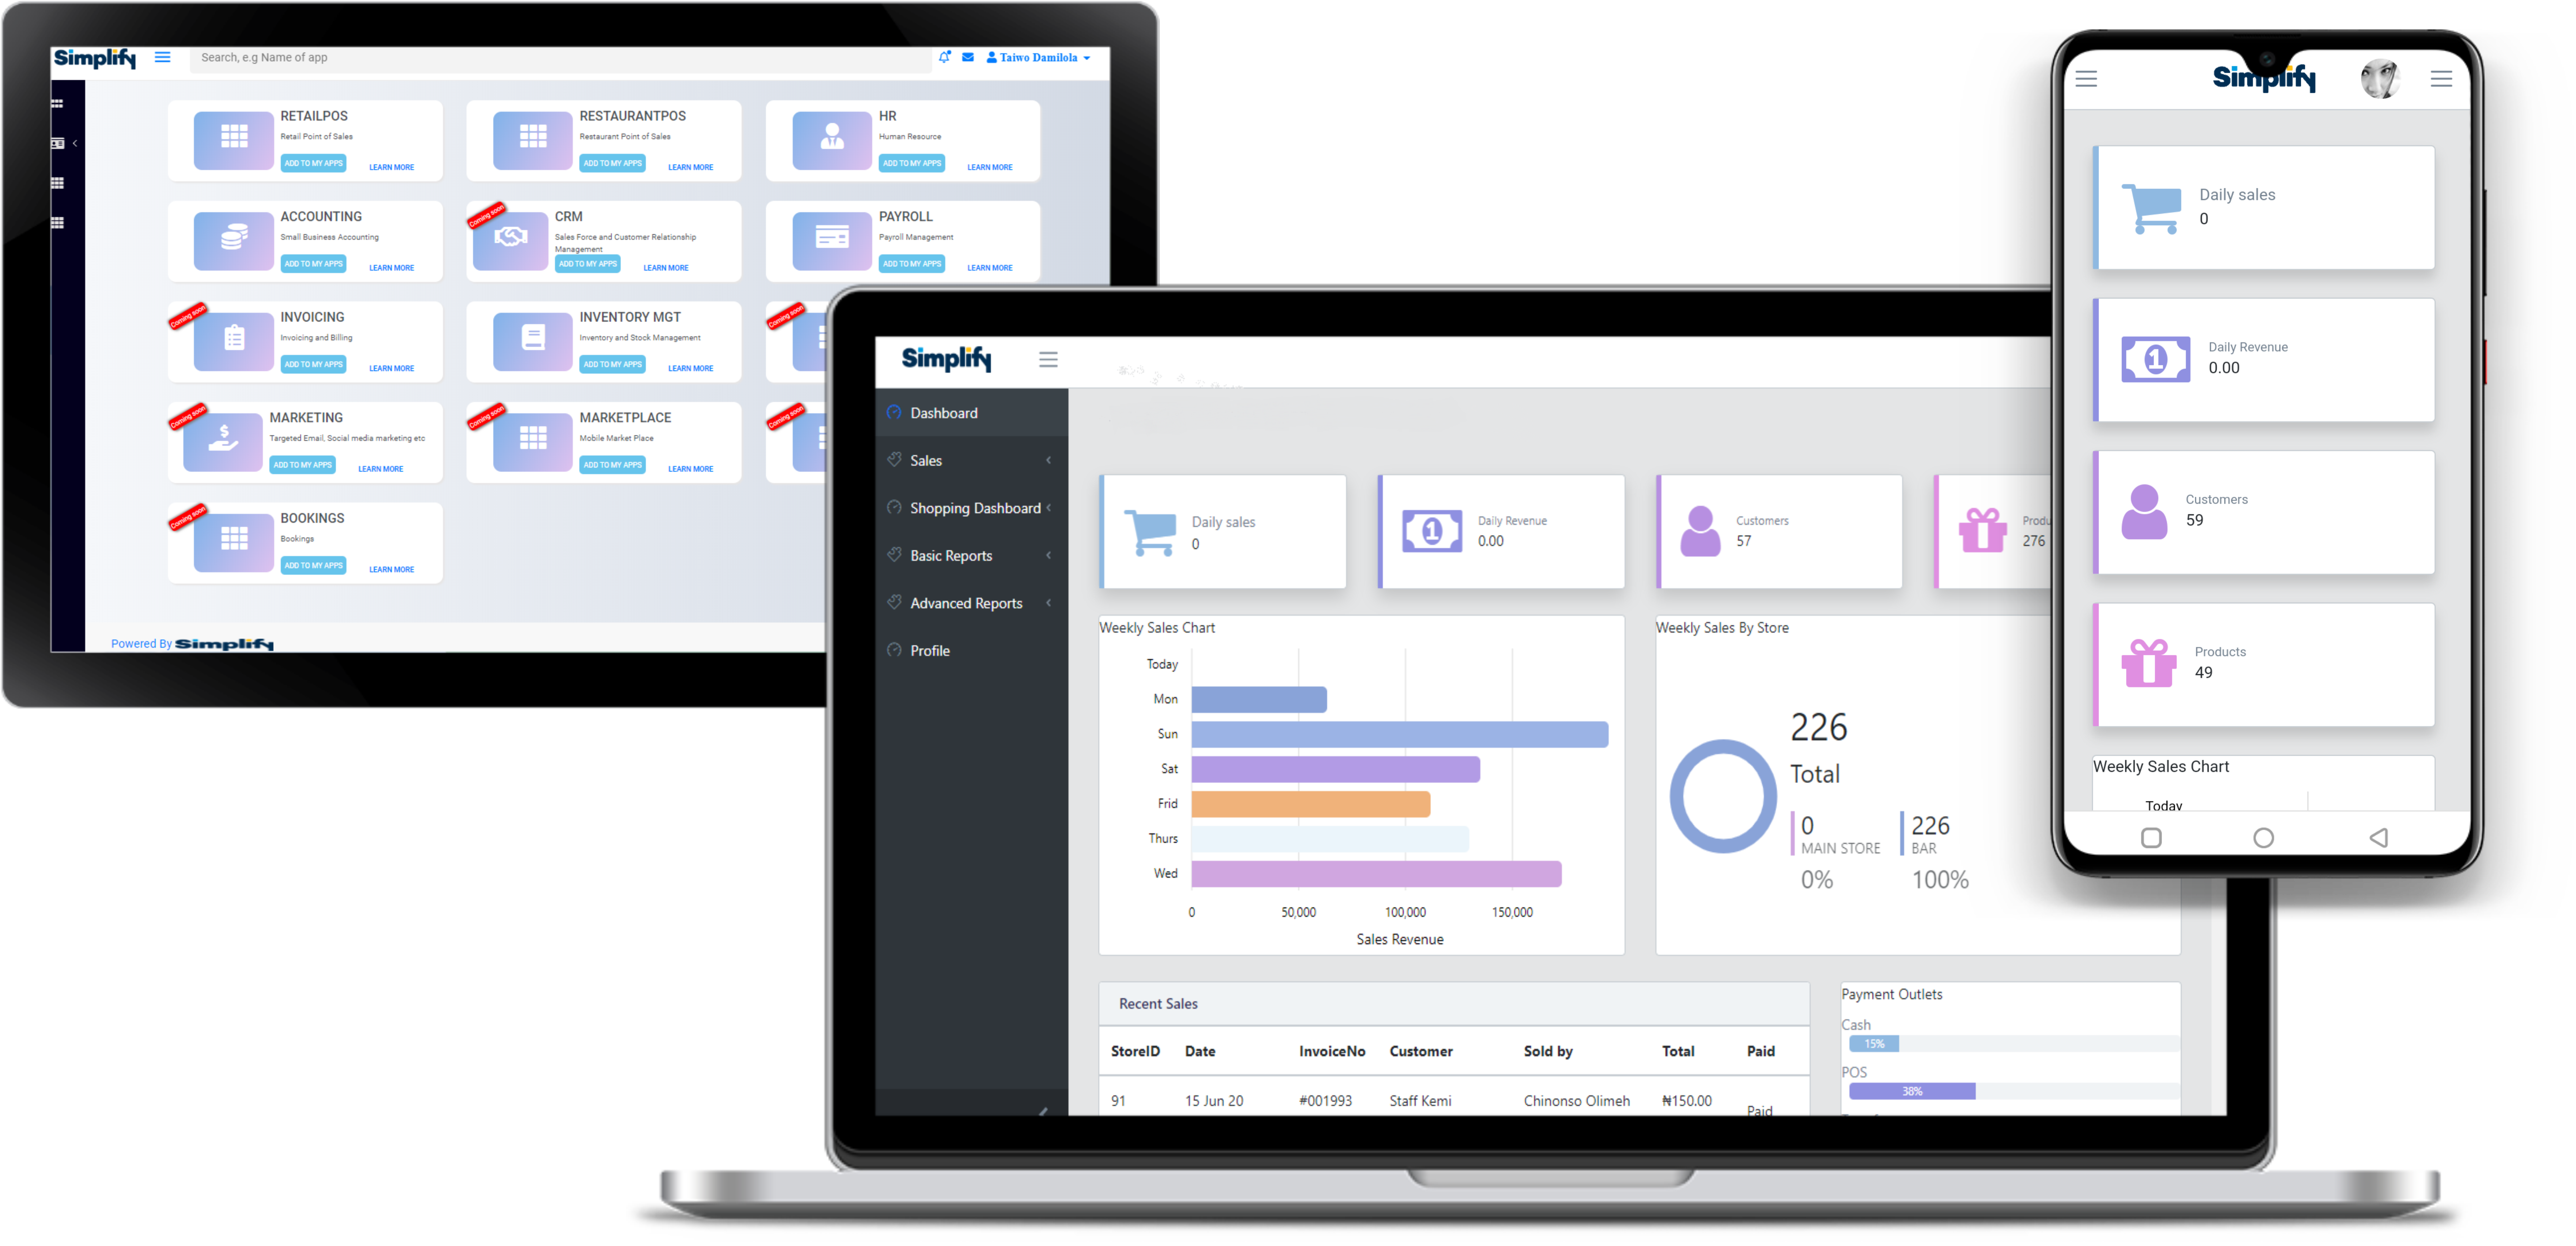 Simplify
Search, e.g Name of app
Taiwo Damilola
RETAILPOS
Retail Point of Sales
ADD TO MY APPS
LEARN MORE
RESTAURANTPOS
Restaurant Point of Sales
ADD TO MY APPS
LEARN MORE
HR
Human Resource
ADD TO MY APPS
LEARN MORE
ACCOUNTING
Small Business Accounting
ADD TO MY APPS
LEARN MORE
Coming soon
CRM
Sales Force and Customer Relationship
Management
ADD TO MY APPS
LEARN MORE
PAYROLL
Payroll Management
ADD TO MY APPS
LEARN MORE
Coming soon
INVOICING
Invoicing and Billing
ADD TO MY APPS
LEARN MORE
INVENTORY MGT
Inventory and Stock Management
ADD TO MY APPS
LEARN MORE
Coming soon
Coming soon
MARKETING
Targeted Email, Social media marketing etc
ADD TO MY APPS
LEARN MORE
Coming soon
MARKETPLACE
Mobile Market Place
ADD TO MY APPS
LEARN MORE
Coming soon
Coming soon
BOOKINGS
Bookings
ADD TO MY APPS
LEARN MORE
Powered By Simplify
Simplify
Dashboard
Sales
Shopping Dashboard
Basic Reports
Advanced Reports
Profile
Daily sales
0
Daily Revenue
0.00
1
Customers
57
Produ
276
Weekly Sales Chart
Today
Mon
Sun
Sat
Frid
Thurs
Wed
0 50,000 100,000 150,000
Sales Revenue
Weekly Sales By Store
226
Total
0
MAIN STORE
0%
226
BAR
100%
Recent Sales
StoreID Date InvoiceNo Customer Sold by Total Paid
91 15 Jun 20 #001993 Staff Kemi Chinonso Olimeh ₦150.00 Paid
Payment Outlets
Cash
15%
POS
38%
Simplify
Daily sales
0
Daily Revenue
0.00
1
Customers
59
Products
49
Weekly Sales Chart
Today